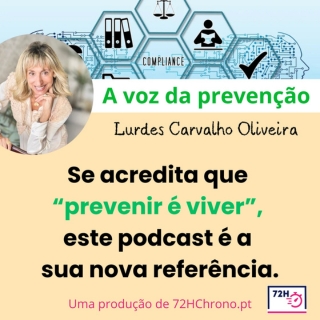 COMPLIANCE
A voz da prevenção
Lurdes Carvalho Oliveira
Se acredita que
“prevenir é viver”,
este podcast é a
sua nova referência.
72H
Uma produção de 72HChrono.pt